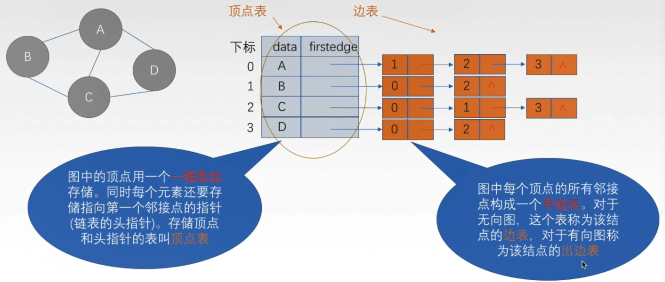 顶点表
边表
A
B
D
C
下标
data firstedge
0 A 1 2 3 ^
1 B 0 2 ^
2 C 0 1 3 ^
3 D 0 2 ^
图中的顶点用一个一维数组
存储。同时每个元素还要存
储指向第一个邻接点的指针
(链表的头指针)。存储顶点
和头指针的表叫顶点表
图中每个顶点的所有邻接
点构成一个单链表。对于
无向图，这个表称为该结
点的边表，对于有向图称
为该结点的出边表